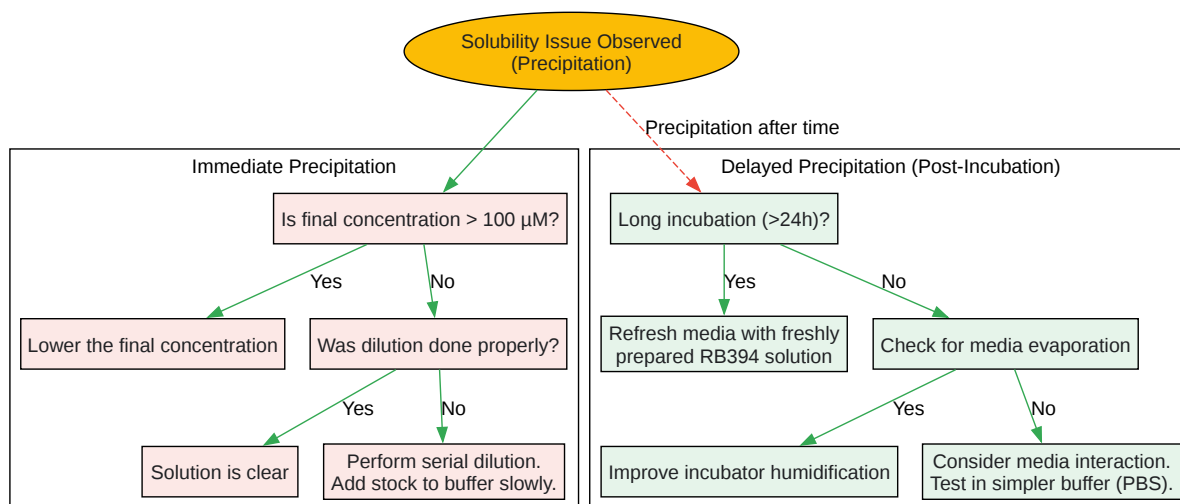 Solubility Issue Observed
(Precipitation)
Precipitation after time
Immediate Precipitation
Is final concentration > 100 µM?
Yes
No
Lower the final concentration
Was dilution done properly?
Yes
No
Solution is clear
Perform serial dilution.
Add stock to buffer slowly.
Delayed Precipitation (Post-Incubation)
Long incubation (>24h)?
Yes
No
Refresh media with freshly
prepared RB394 solution
Check for media evaporation
Yes
No
Improve incubator humidification
Consider media interaction.
Test in simpler buffer (PBS).